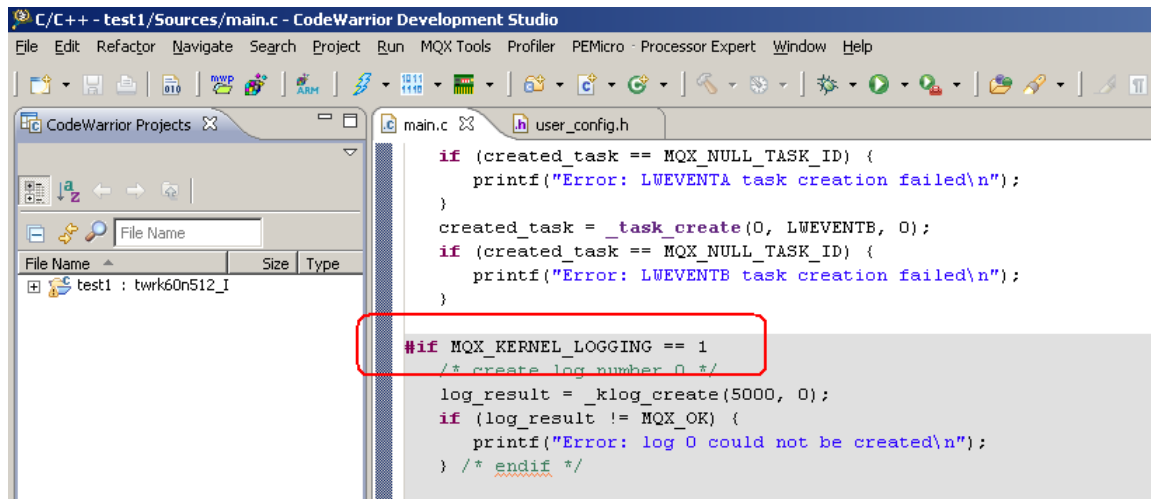 C/C++ - test1/Sources/main.c - CodeWarrior Development Studio
File Edit Refactor Navigate Search Project Run MQX Tools Profiler PEMicro Processor Expert Window Help
CodeWarrior Projects
main.c
user_config.h
File Name
File Name Size Type
test1 : twrk60n512_I
if (created_task == MQX_NULL_TASK_ID) {
printf("Error: LWEVENTA task creation failed\n");
}
created_task = _task_create(0, LWEVENTB, 0);
if (created_task == MQX_NULL_TASK_ID) {
printf("Error: LWEVENTB task creation failed\n");
}
#if MQX_KERNEL_LOGGING == 1
/* create log number 0 */
log_result = _klog_create(5000, 0);
if (log_result != MQX_OK) {
printf("Error: log 0 could not be created\n");
} /* endif */